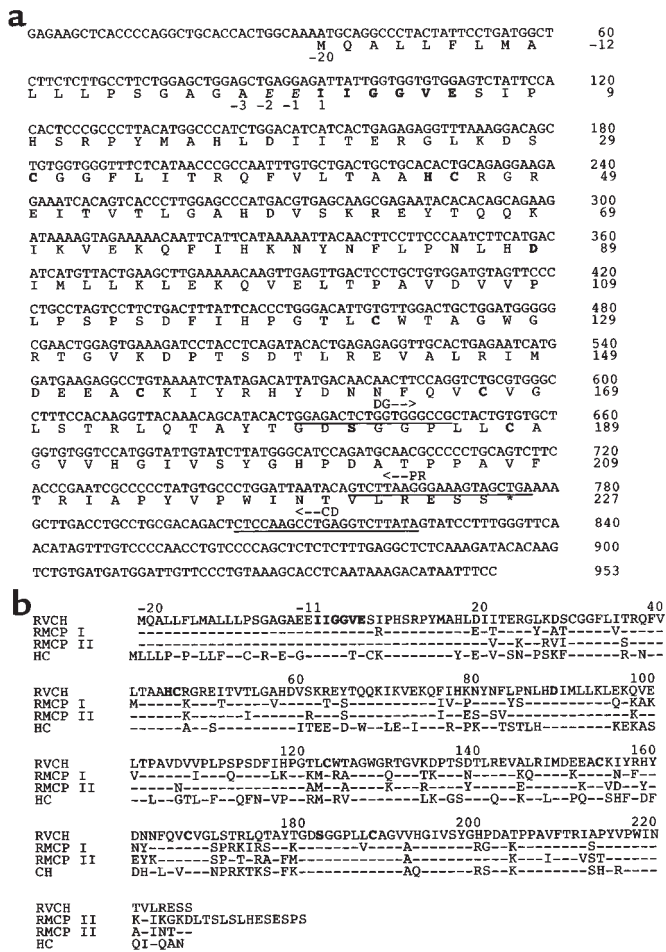 a
GAGAAGCTCACCCCAGGCTGCACCACTGGCAAAATGCAGGCCCTACTATTCCTGATGGCT 60
M Q A L L F L M A -12
-20
CTTCTCTTGCCTTCTGGAGCTGGAGCTGAGGAGATTATTGGTGGTGTGGAGTCTATTCCA 120
L L L P S G A G A E E I I G G V E S I P 9
-3 -2 -1 1
CACTCCCGCCCTTACATGGCCCATCTGGACATCATCACTGAGAGAGGTTTAAAGGACAGC 180
H S R P Y M A H L D I I T E R G L K D S 29
TGTGGTGGGTTTCTCATAACCCGCCAATTTGTGCTGACTGCTGCACACTGCAGAGGAAGA 240
C G G F L I T R Q F V L T A A H C R G R 49
GAAATCACAGTCACCCTTGGAGCCCATGACGTGAGCAAGCGAGAATACACACAGCAGAAG 300
E I T V T L G A H D V S K R E Y T Q Q K 69
ATAAAAGTAGAAAAACAATTCATTCATAAAAATTACAACTTCCTTCCCAATCTTCATGAC 360
I K V E K Q F I H K N Y N F L P N L H D 89
ATCATGTTACTGAAGCTTGAAAAACAAGTTGAGTTGACTCCTGCTGTGGATGTAGTTCCC 420
I M L L K L E K Q V E L T P A V D V V P 109
CTGCCTAGTCCTTCTGACTTTATTCACCCTGGGACATTGTGTTGGACTGCTGGATGGGGG 480
L P S P S D F I H P G T L C W T A G W G 129
CGAACTGGAGTGAAAGATCCTACCTCAGATACACTGAGAGAGGTTGCACTGAGAATCATG 540
R T G V K D P T S D T L R E V A L R I M 149
GATGAAGAGGCCTGTAAAATCTATAGACATTATGACAACAACTTCCAGGTCTGCGTGGGC 600
D E E A C K I Y R H Y D N N F Q V C V G 169
DG-->
CTTTCCACAAGGTTACAAACAGCATACACTGGAGACTCTGGTGGGCCGCTACTGTGTGCT 660
L S T R L Q T A Y T G D S G G P L L C A 189
GGTGTGGTCCATGGTATTGTATCTTATGGGCATCCAGATGCAACGCCCCCTGCAGTCTTC 720
G V V H G I V S Y G H P D A T P P A V F 209
<--PR
ACCCGAATCGCCCCCTATGTGCCCTGGATTAATACAGTCTTAAGGGAAAGTAGCTGAAAA 780
T R I A P Y V P W I N T V L R E S S * 227
<--CD
GCTTGACCTGCCTGCGACAGACTCTCCAAGCCTGAGGTCTTATAGTATCCTTTGGGTTCA 840
ACATAGTTTGTCCCCAACCTGTCCCCAGCTCTCTCTTTGAGGCTCTCAAAGATACACAAG 900
TCTGTGATGATGGATTGTTCCCTGTAAAGCACCTCAATAAAGACATAATTTCC 953
b
-20 -11 20 40
RVCH MQALLFLMALLLPSGAGAEEIIGGVESIPHSRPYMAHLDIITERGLKDSCGGFLITRQFV
RMCP I ------------------------------R---------E-T----Y-AT-----V---
RMCP II -------------------------------------------V--K--RVI-----S------
HC MLLLP-P-LLF--C-R-E-G-----T-CK---------Y-E-V-SN-PSKF----R-N--
60 80 100
RVCH LTAAHCRGREITVTLGAHDVSKREYTQQKIKVEKQFIHKNYNFLPNLHDIMLLKLEKQVE
RMCP I M-----K---T-----V----T--S-------IV-P----YS----------Q-KAK
RMCP II ------K------I------R---S--------I--ES-SV-----------K---
HC ------A--S--------ITEE-D-W--LE-I--R-PK--TSTLH-------KEKAS
120 140 160
RVCH LTPAVDVVPLPSPSDFIHPGTLCWTAGWGRTGVKDPTSDTLREVALRIMDEEACKIYRHY
RMCP I V------I---Q----LK--KM-RA---Q---TK----N----KQ---K----N--F-
RMCP II -----N-----------AM--A-----K--R-----Y-----E-----K--VD--Y-
HC --L--GTL-F--QFN-VP--RM-RV--------LK-GS---Q--K-L--PQ--SHF-DF
180 200 220
RVCH DNNFQVCVGLSTRLQTAYTGDSGGPLLCAGVVHGIVSYGHPDATPPAVFTRIAPYVPWIN
RMCP I NY-------SPRKIRS-K------V-----A-------RG--K--------S------
RMCP II EYK------SP-T-RA-FM------------A--------K---I--VST------
CH DH-L-V--NPRKTKS-FK------------AQ------RS--K------SH-R-----
RVCH TVLRESS
RMCP II K-IKGKDLTSLSLHESESPS
RMCP II A-INT--
HC QI-QAN